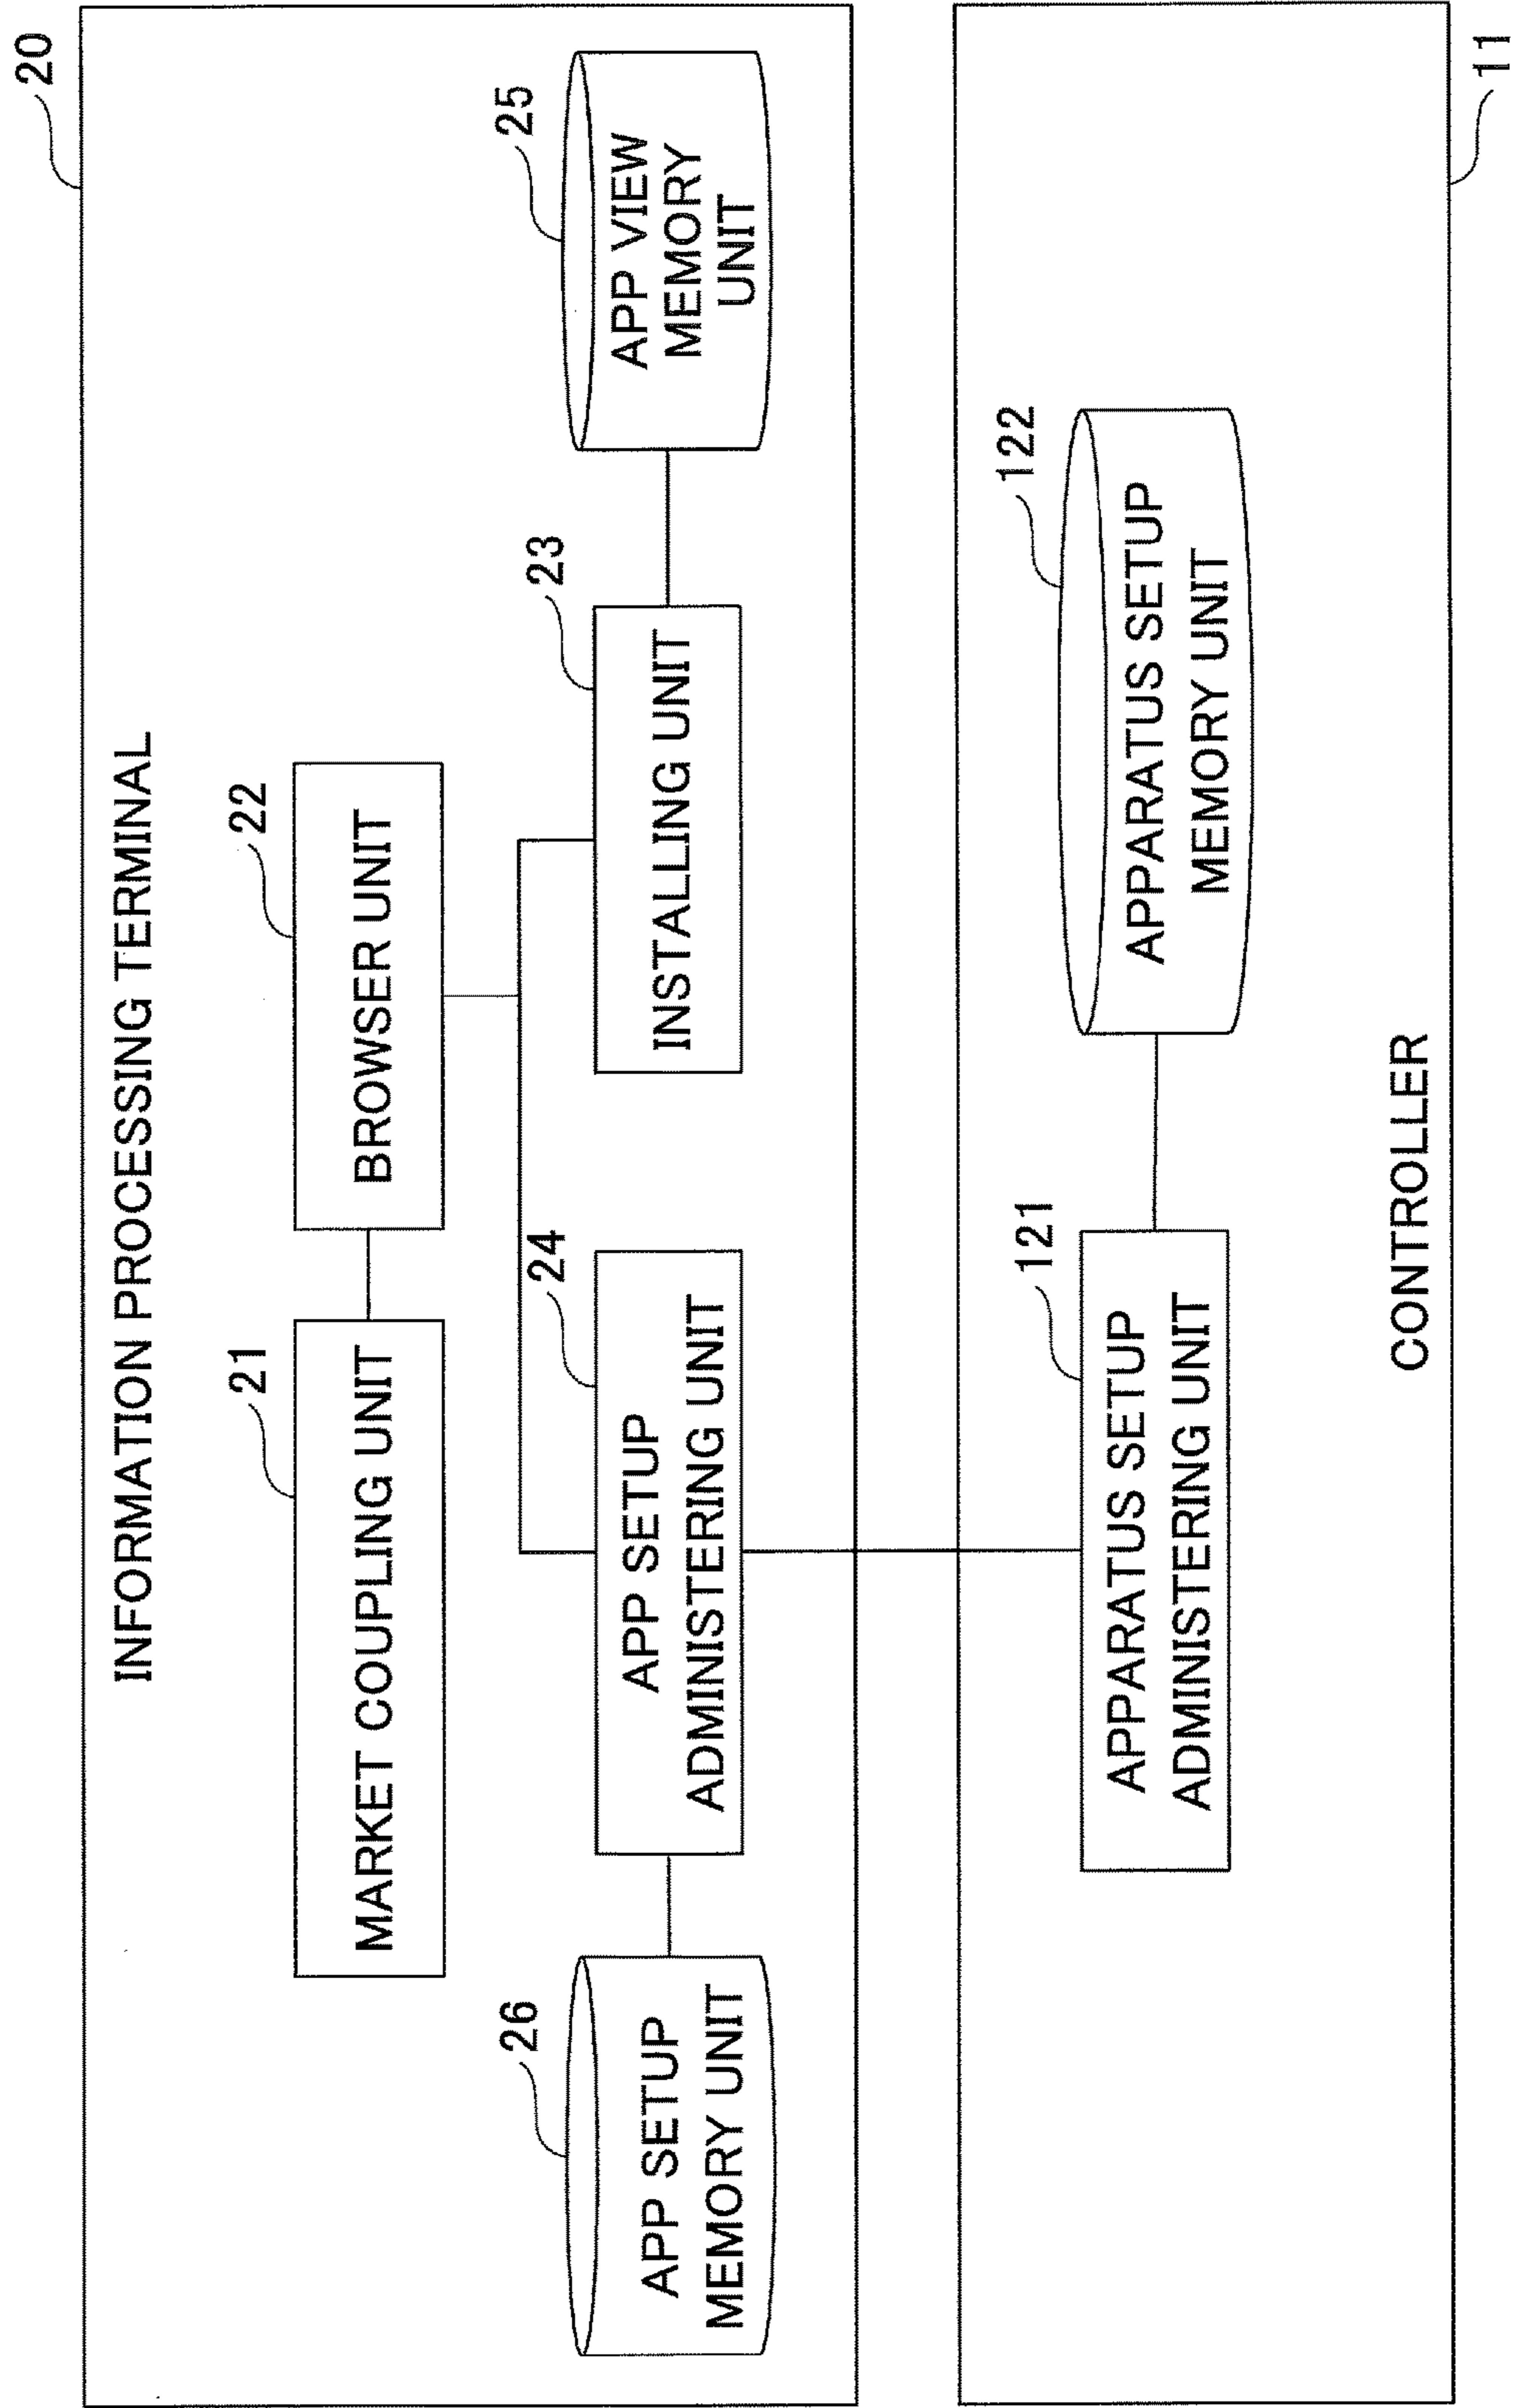 20
INFORMATION PROCESSING TERMINAL
21
MARKET COUPLING UNIT
22
BROWSER UNIT
26
APP SETUP
MEMORY UNIT
24
APP SETUP
ADMINISTERING UNIT
23
INSTALLING UNIT
25
APP VIEW
MEMORY
UNIT
121
APPARATUS SETUP
ADMINISTERING UNIT
122
APPARATUS SETUP
MEMORY UNIT
CONTROLLER
11